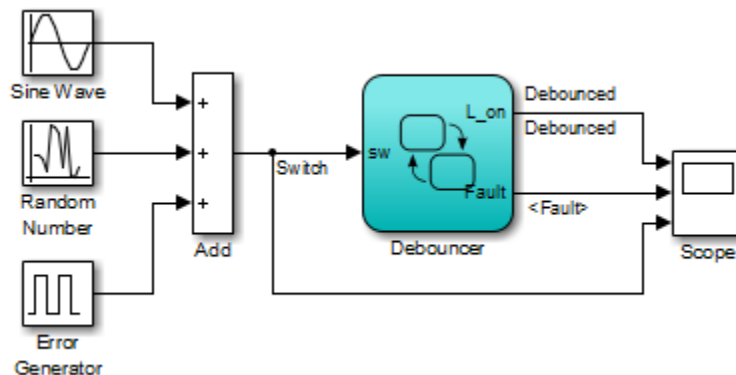 Sine Wave
+
Random
Number
+
Error
Generator
+
Add
Switch
sw
L_on
Fault
Debouncer
Debounced
Debounced
<Fault>
Scope